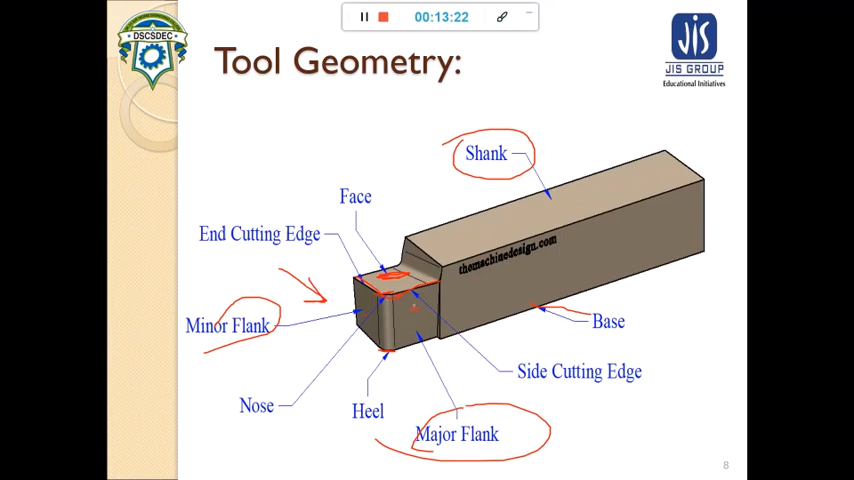 00:13:22
DSCSDEC
Tool Geometry:
JIS
JIS GROUP
Educational Initiatives
Shank
Face
End Cutting Edge
themachinedesign.com
Minor Flank
Base
Side Cutting Edge
Nose
Heel
Major Flank
8